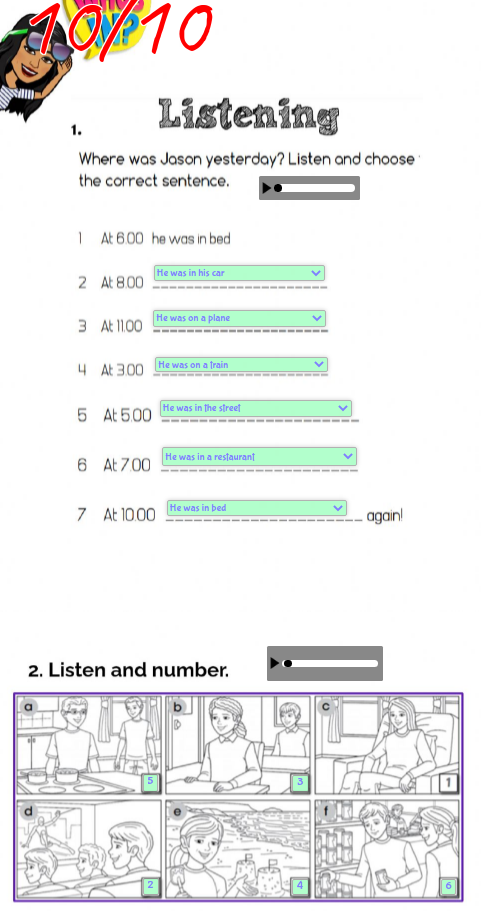 WHO'S
IN?
10/10
Listening
1.
Where was Jason yesterday? Listen and choose
the correct sentence.
1 At 6.00 he was in bed
2 At 8.00 He was in his car
3 At 11.00 He was on a plane
4 At 3.00 He was on a train
5 At 5.00 He was in the street
6 At 7.00 He was in a restaurant
7 At 10.00 He was in bed again!
2. Listen and number.
a b c
5 3 1
d e f
2 4 6